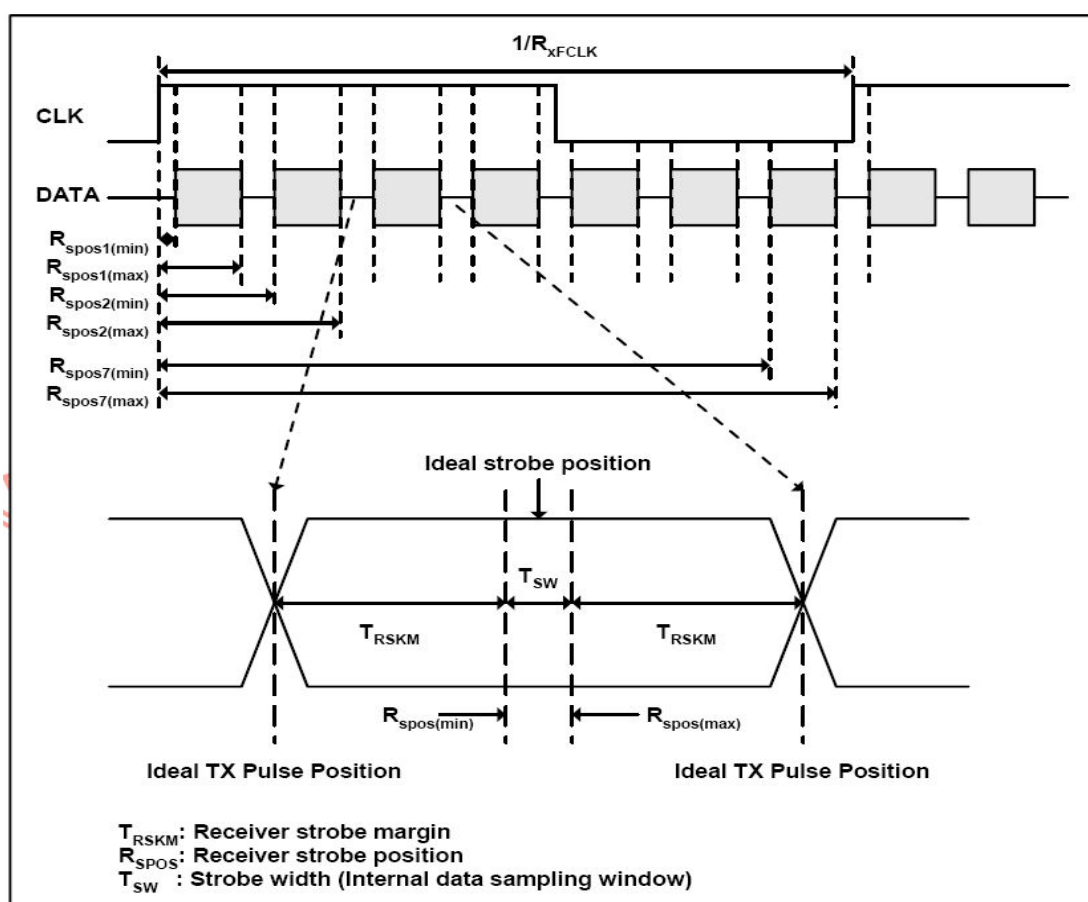 1/RxFCLK
CLK
DATA
Rspos1(min)
Rspos1(max)
Rspos2(min)
Rspos2(max)
Rspos7(min)
Rspos7(max)
Ideal strobe position
TSW
TRSKM TRSKM
Rspos(min) Rspos(max)
Ideal TX Pulse Position Ideal TX Pulse Position
TRSKM: Receiver strobe margin
RSPOS: Receiver strobe position
TSW : Strobe width (Internal data sampling window)